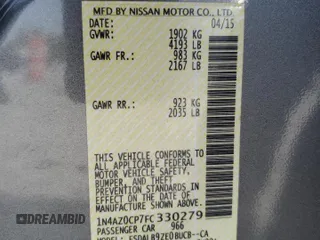 MFD BY NISSAN MOTOR CO., LTD
04/15
GVWR: 1902 KG
4193 LB
GAWR FR: 983 KG
2167 LB
GAWR RR: 923 KG
2035 LB
THIS VEHICLE CONFORMS TO ALL
APPLICABLE FEDERAL MOTOR
VEHICLE SAFETY,
BUMPER, AND THEFT
PREVENTION STANDARDS
IN EFFECT ON THE DATE OF
MANUFACTURE SHOWN ABOVE.
1N4AZ0CP7FC330279
PASSENGER CAR 966
AUTOBIDMASTER